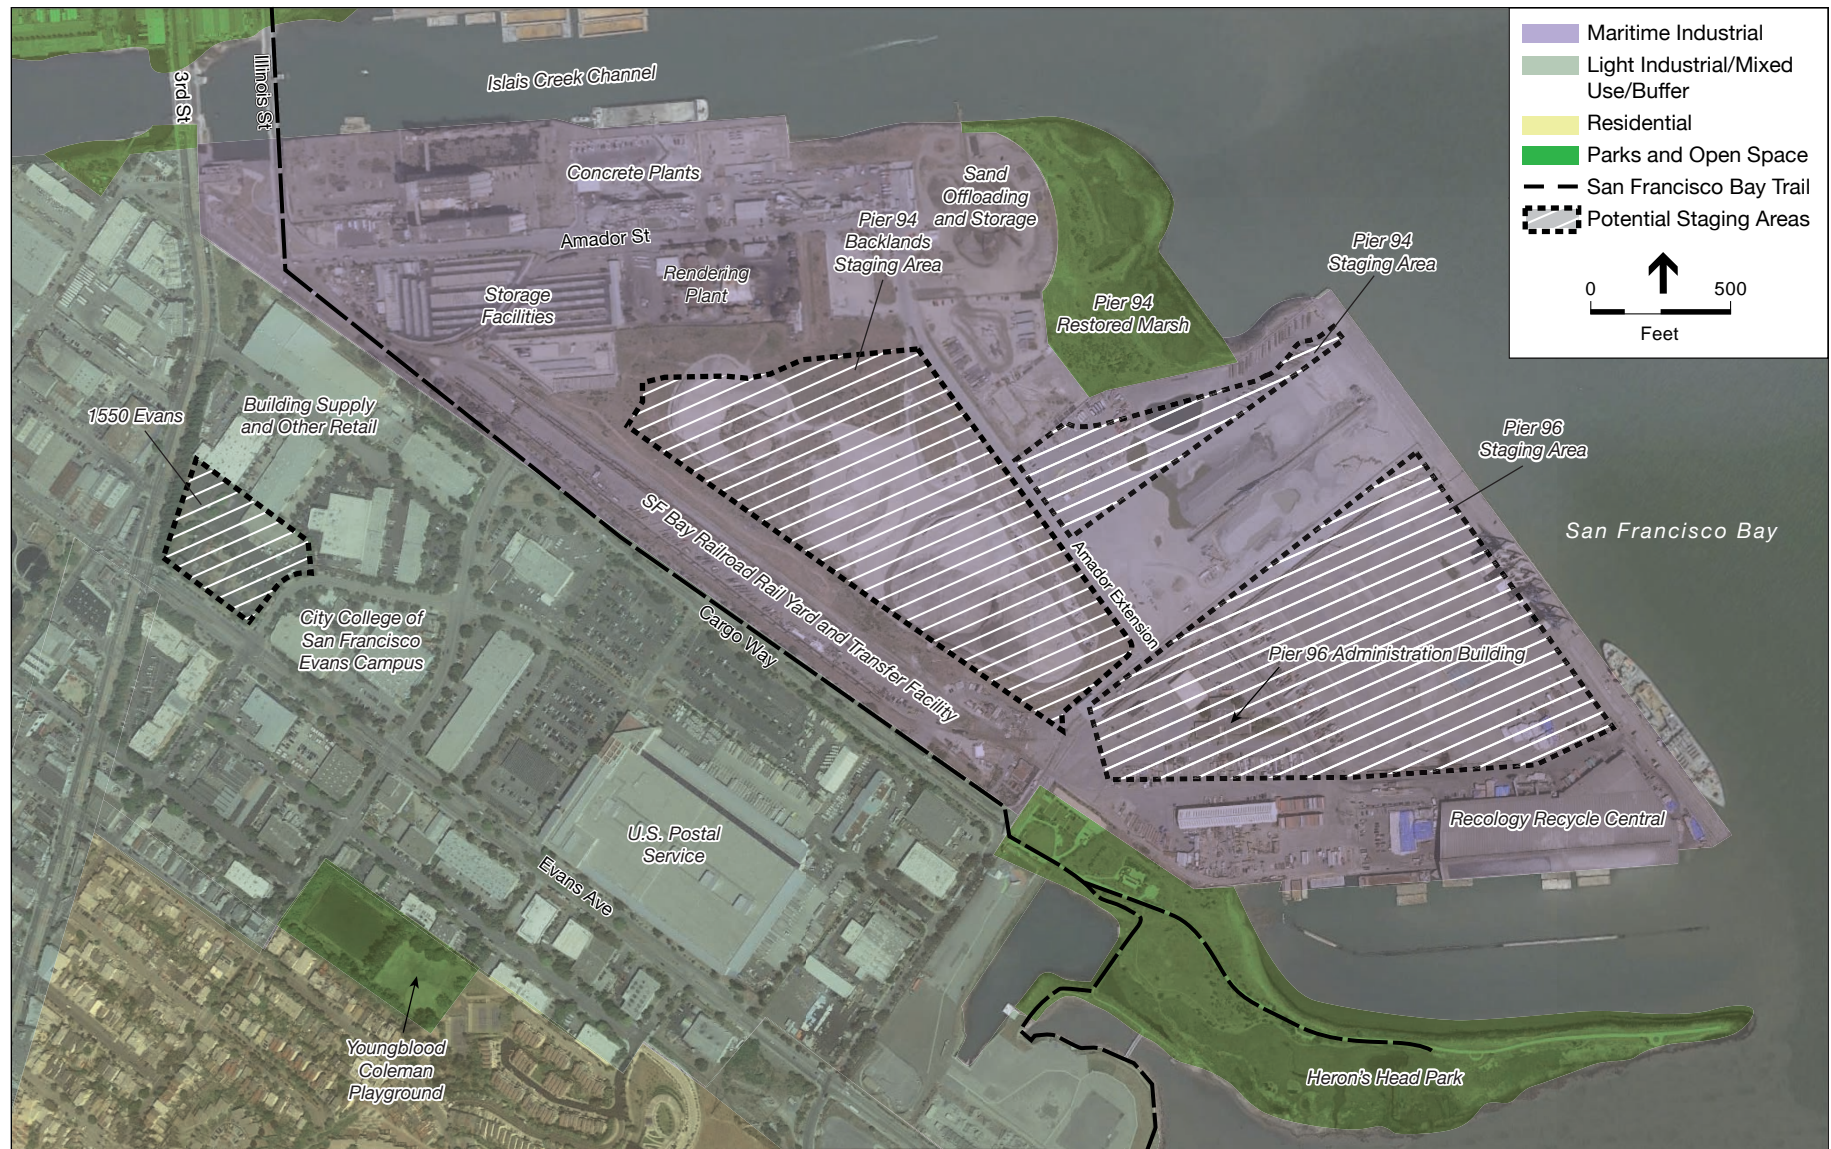 Maritime Industrial
Light Industrial/Mixed
Use/Buffer
Residential
Parks and Open Space
San Francisco Bay Trail
Potential Staging Areas
0 500
Feet
3rd St
Illinois St
Islais Creek Channel
Concrete Plants
Sand
Offloading
and Storage
Pier 94
Backlands
Staging Area
Amador St
Rendering
Plant
Storage
Facilities
Pier 94
Restored Marsh
Pier 94
Staging Area
1550 Evans
Building Supply
and Other Retail
Pier 96
Staging Area
San Francisco Bay
SF Bay Railroad Rail Yard and Transfer Facility
Cargo Way
Amador Extension
City College of
San Francisco
Evans Campus
Pier 96 Administration Building
U.S. Postal
Service
Recology Recycle Central
Evans Ave
Youngblood
Coleman
Playground
Heron's Head Park